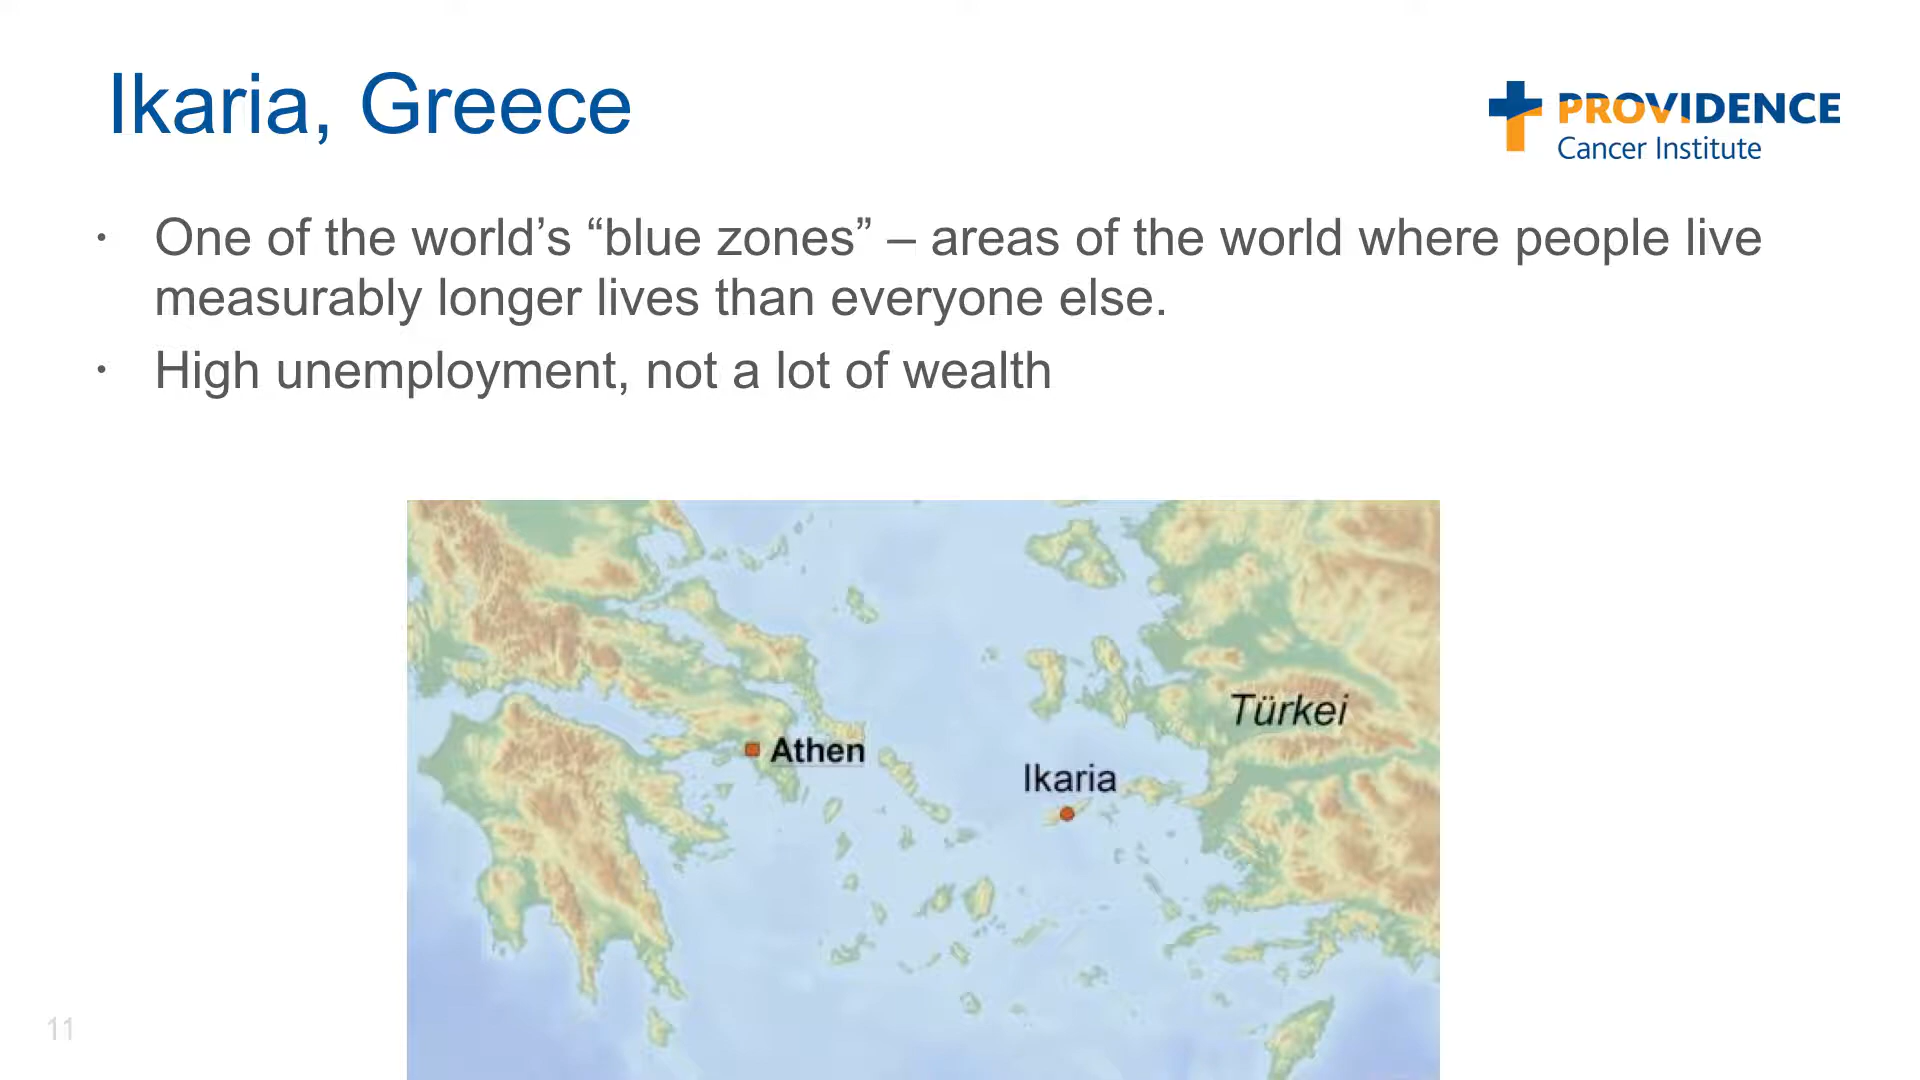 Ikaria, Greece
PROVIDENCE
Cancer Institute
· One of the world’s “blue zones” – areas of the world where people live
measurably longer lives than everyone else.
· High unemployment, not a lot of wealth
Türkei
Athen
Ikaria
11